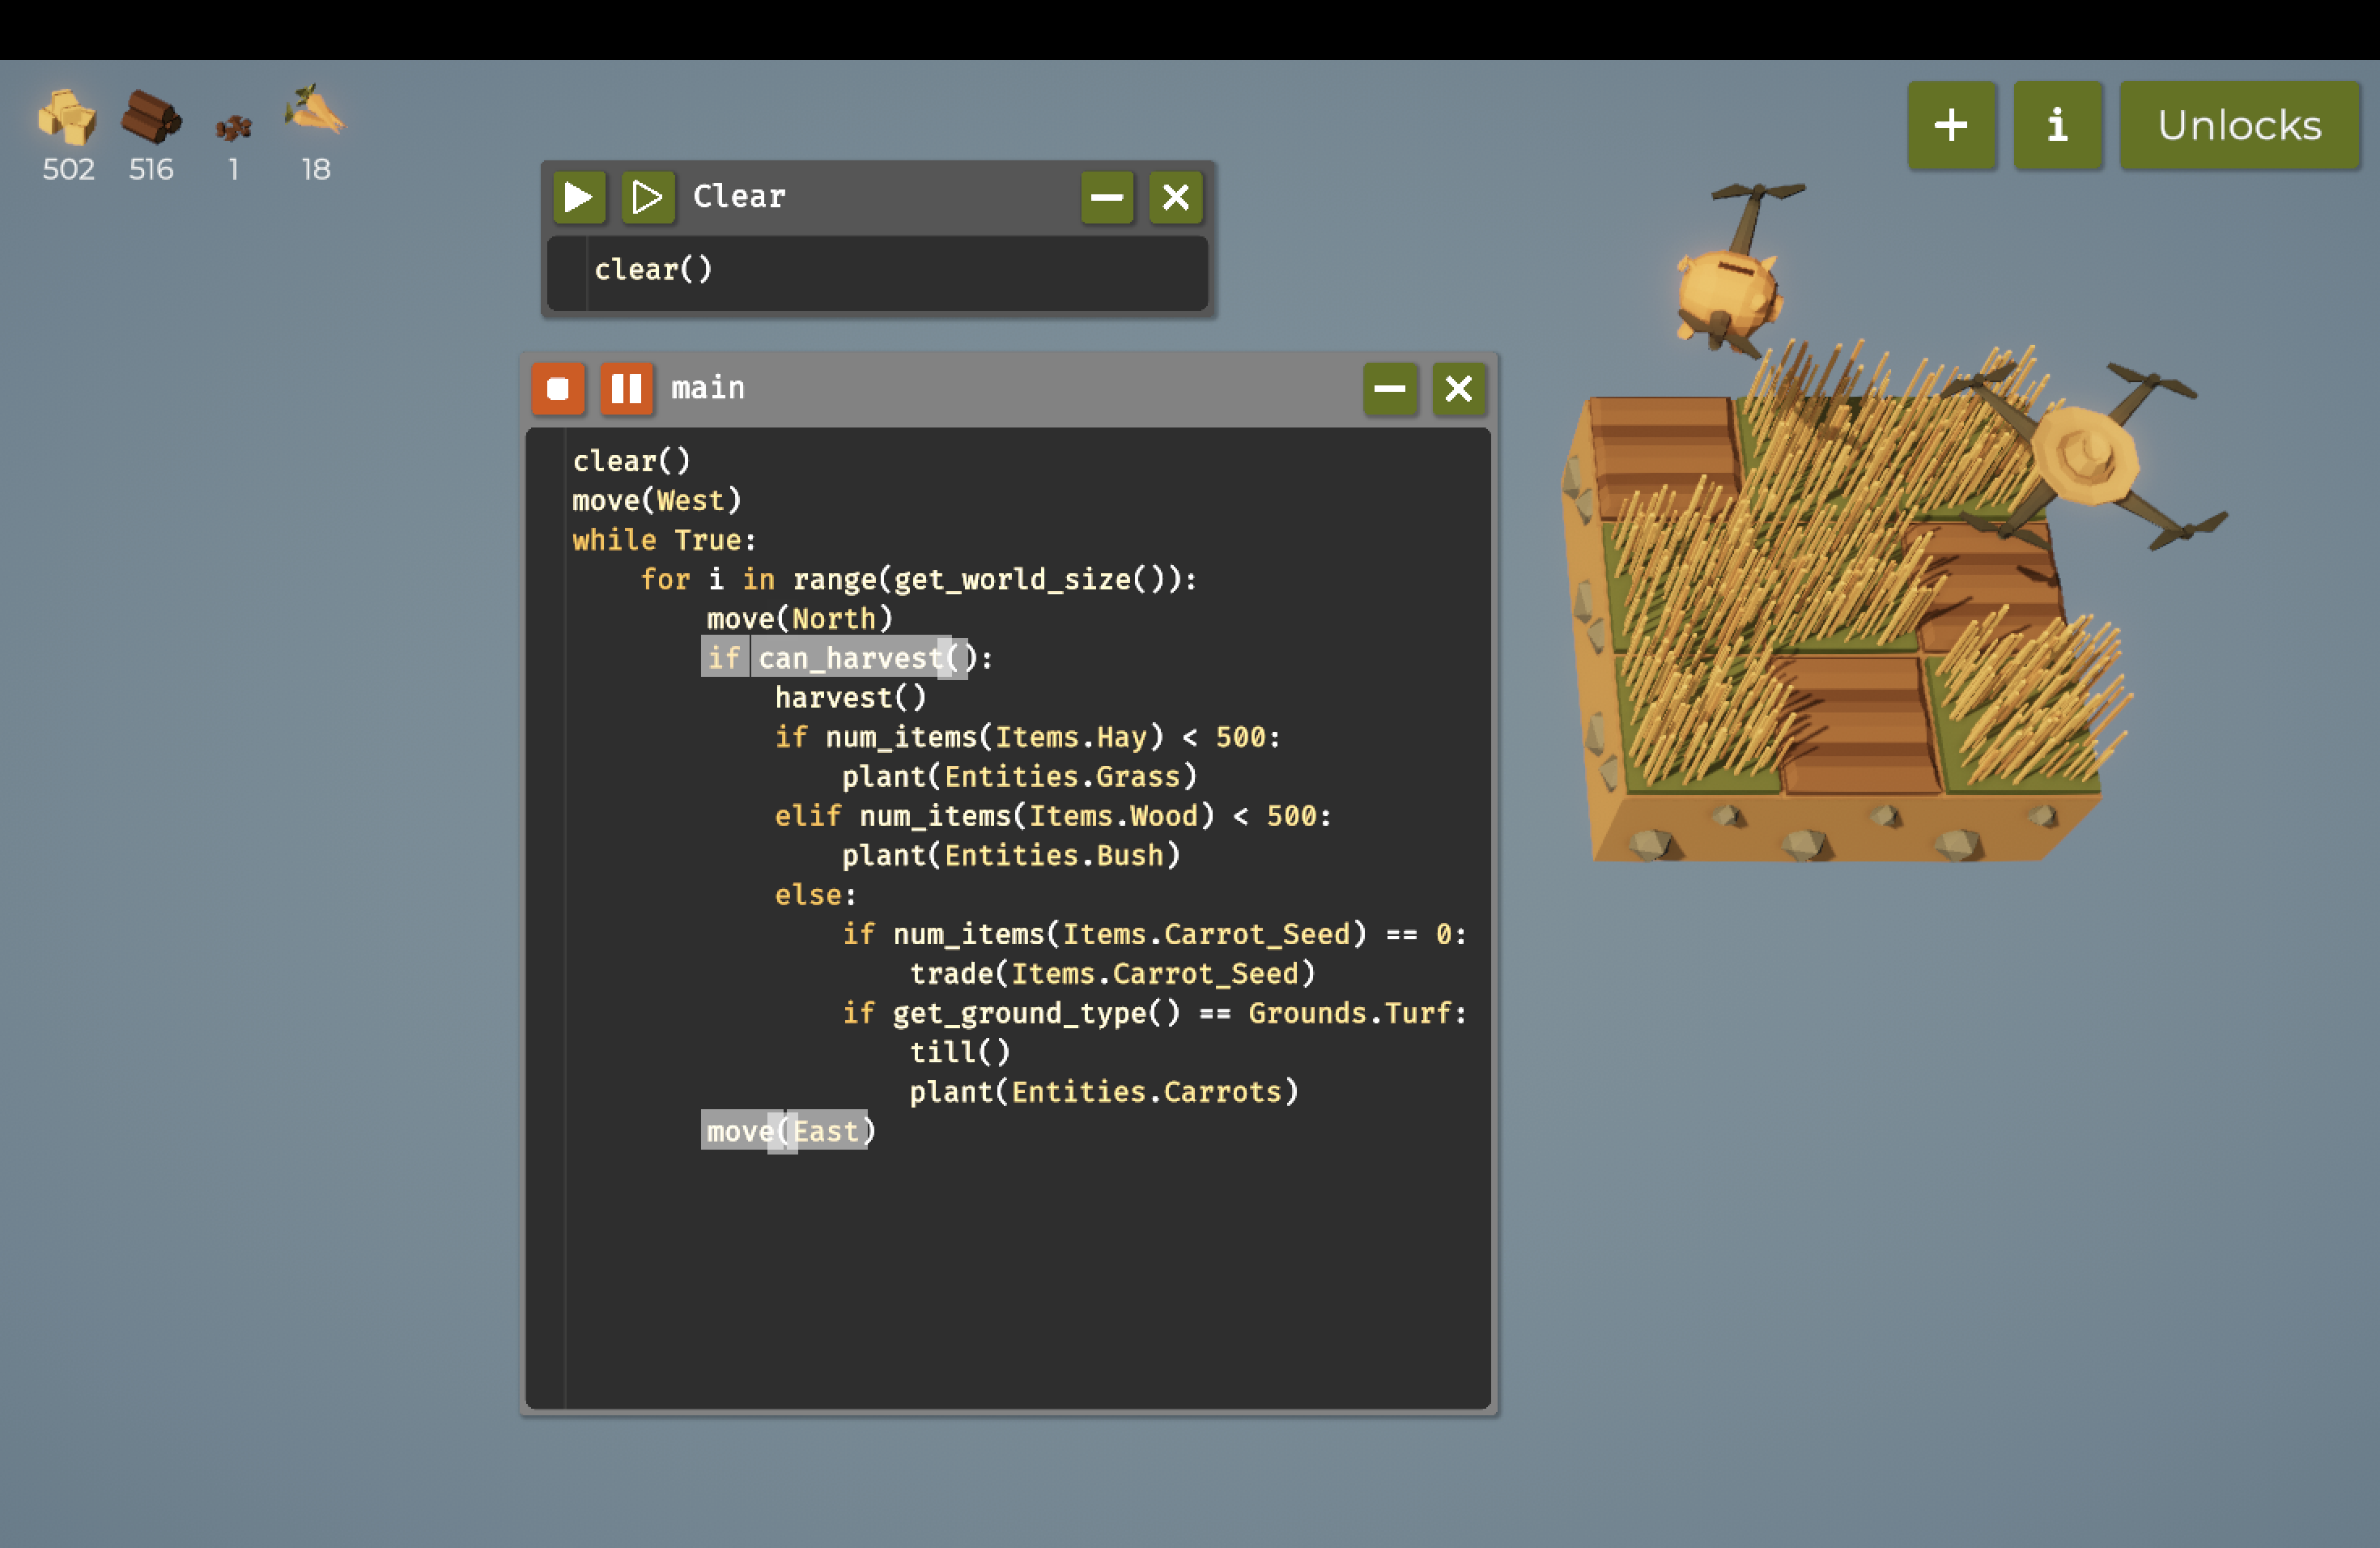 502 516 1 18
+ i Unlocks
Clear
clear()
main
clear()
move(West)
while True:
    for i in range(get_world_size()):
        move(North)
        if can_harvest():
            harvest()
            if num_items(Items.Hay) < 500:
                plant(Entities.Grass)
            elif num_items(Items.Wood) < 500:
                plant(Entities.Bush)
            else:
                if num_items(Items.Carrot_Seed) == 0:
                    trade(Items.Carrot_Seed)
                if get_ground_type() == Grounds.Turf:
                    till()
                    plant(Entities.Carrots)
        move(East)